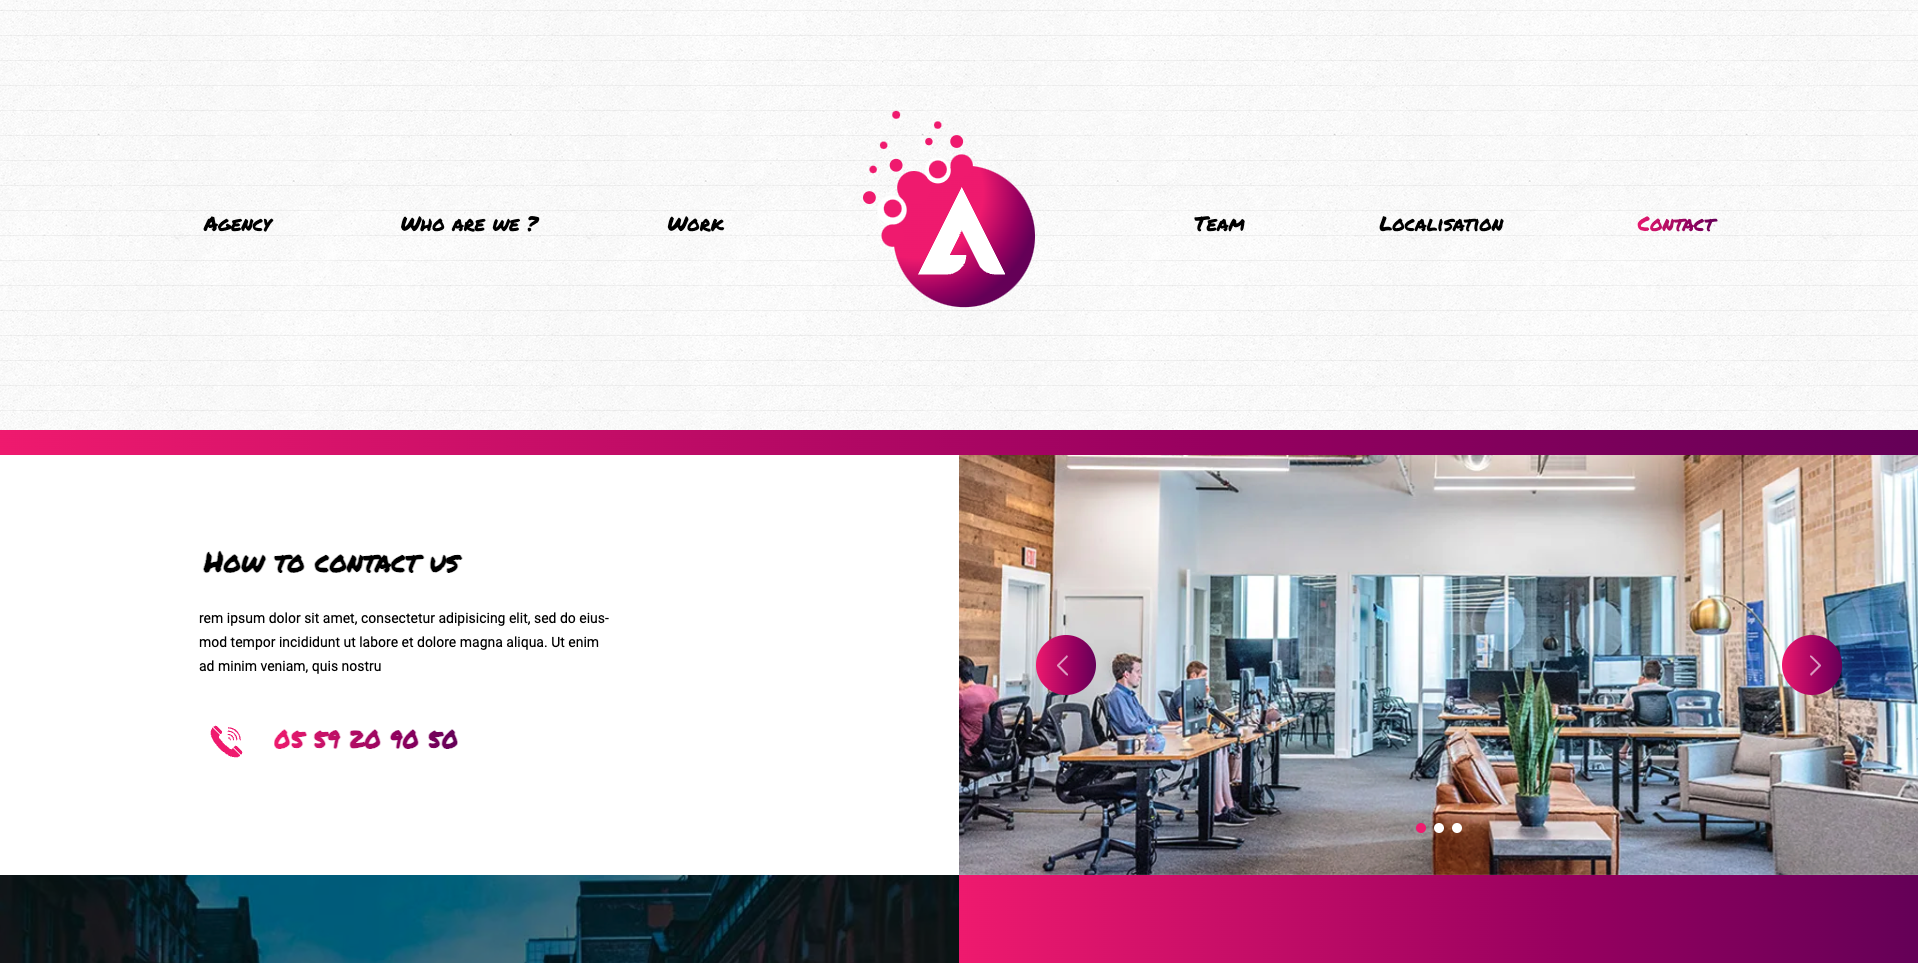 Agency
Who are we ?
Work
A
Team
Localisation
Contact
How to contact us
rem ipsum dolor sit amet, consectetur adipisicing elit, sed do eius-
mod tempor incididunt ut labore et dolore magna aliqua. Ut enim
ad minim veniam, quis nostru
05 59 20 90 50